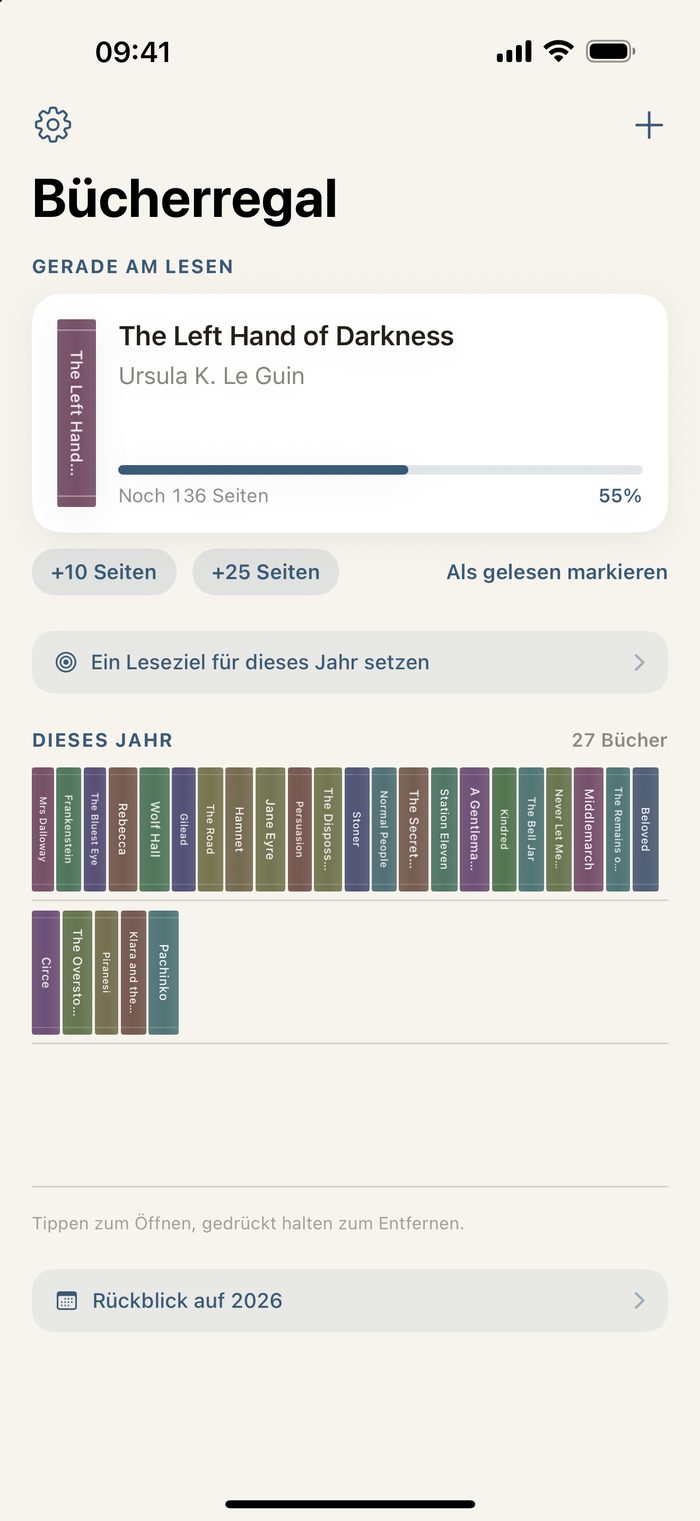 09:41
Bücherregal
GERADE AM LESEN
The Left Hand...
The Left Hand of Darkness
Ursula K. Le Guin
Noch 136 Seiten
55%
+10 Seiten
+25 Seiten
Als gelesen markieren
Ein Leseziel für dieses Jahr setzen
DIESES JAHR
27 Bücher
Mrs Dalloway
Frankenstein
The Bluest Eye
Rebecca
Wolf Hall
Gilead
The Road
Hamnet
Jane Eyre
Persuasion
The Disposs...
Stoner
Normal People
The Secret...
Station Eleven
A Gentlema...
Kindred
The Bell Jar
Never Let Me...
Middlemarch
The Remains o...
Beloved
Circe
The Oversto...
Piranesi
Klara and the...
Pachinko
Tippen zum Öffnen, gedrückt halten zum Entfernen.
Rückblick auf 2026